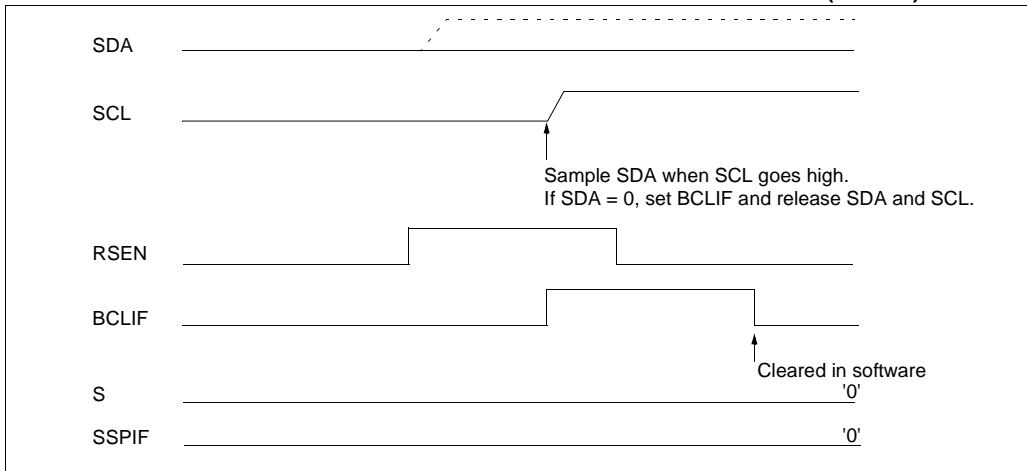 SDA
SCL
Sample SDA when SCL goes high.
If SDA = 0, set BCLIF and release SDA and SCL.
RSEN
BCLIF
Cleared in software
S
'0'
SSPIF
'0'